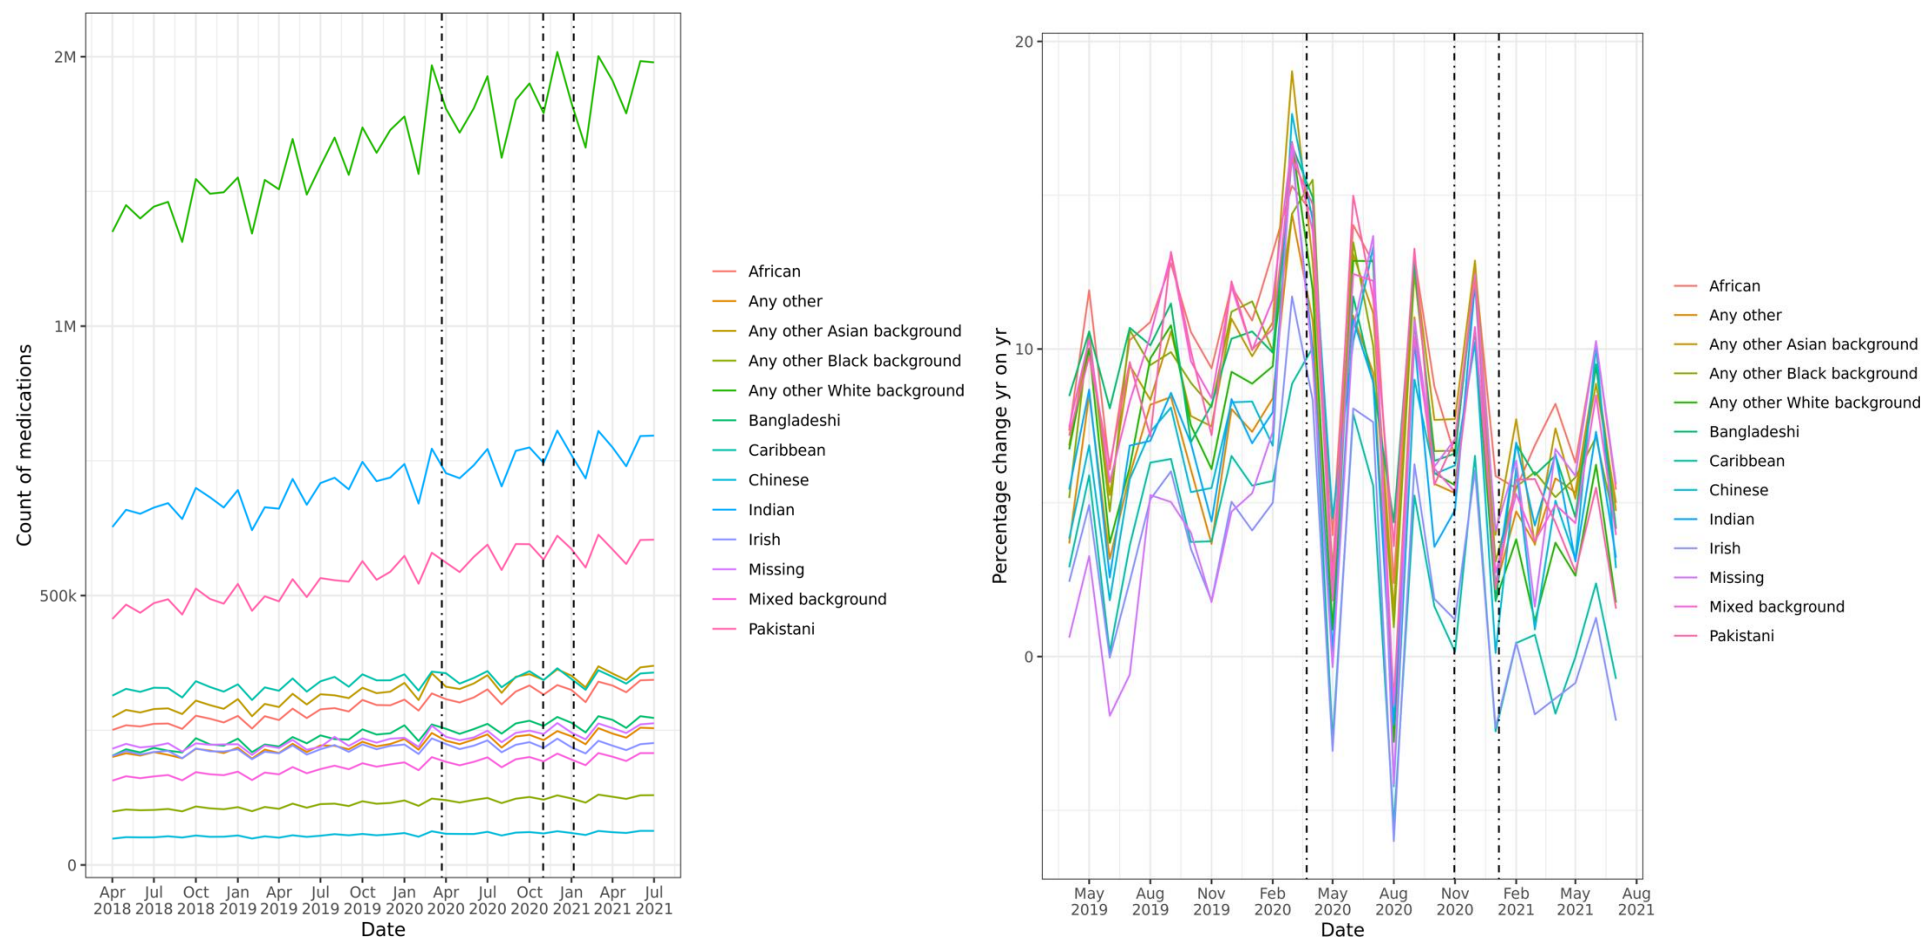 Count of medications
2M
1M
500k
0
Apr Jul Oct Jan Apr Jul Oct Jan Apr Jul Oct Jan Apr Jul
2018 2018 2018 2019 2019 2019 2019 2020 2020 2020 2020 2021 2021 2021
Date
African
Any other
Any other Asian background
Any other Black background
Any other White background
Bangladeshi
Caribbean
Chinese
Indian
Irish
Missing
Mixed background
Pakistani
Percentage change yr on yr
20
10
0
May Aug Nov Feb May Aug Nov Feb May Aug
2019 2019 2019 2020 2020 2020 2020 2021 2021 2021
Date
African
Any other
Any other Asian background
Any other Black background
Any other White background
Bangladeshi
Caribbean
Chinese
Indian
Irish
Missing
Mixed background
Pakistani